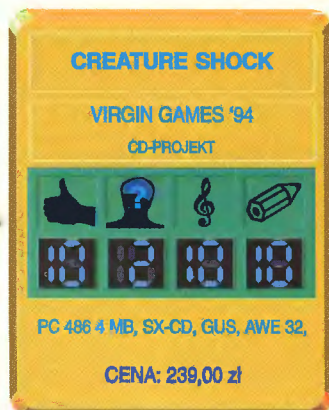 CREATURE SHOCK
VIRGIN GAMES '94
CD-PROJEKT
2
PC 486 4 MB, SX-CD, GUS, AWE 32,
CENA: 239,00 zł